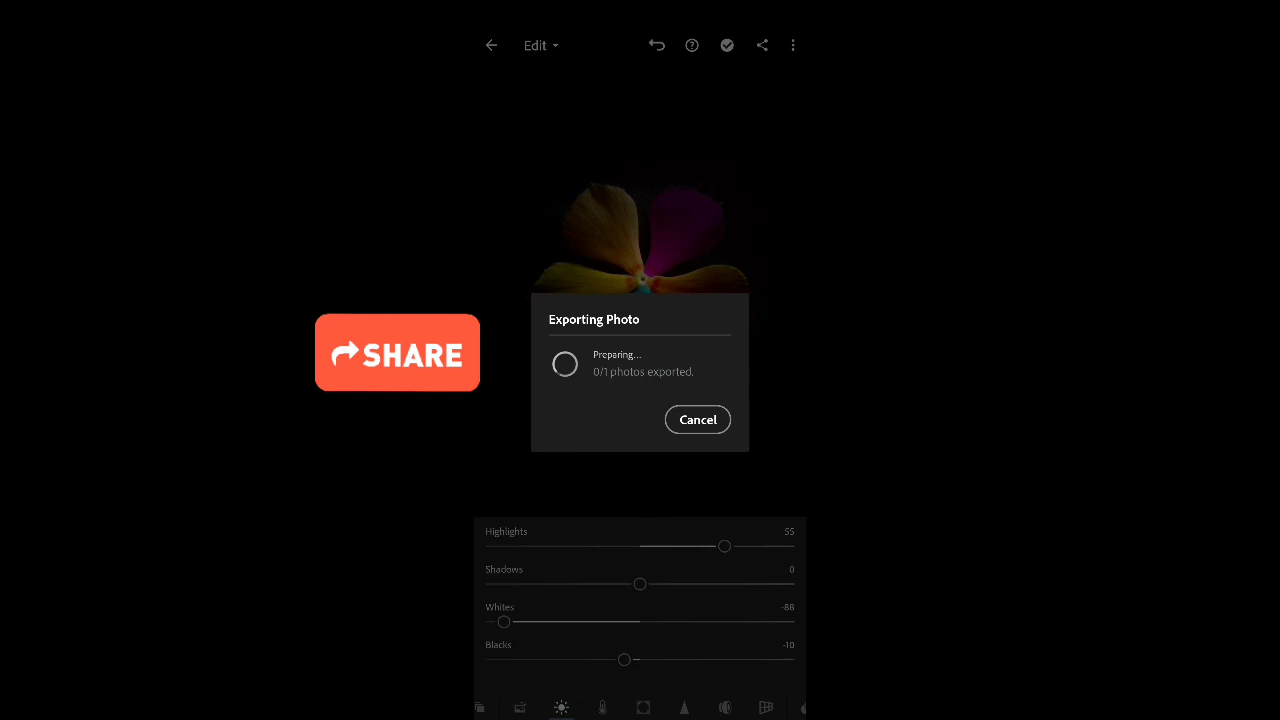 Edit
SHARE
Exporting Photo
Preparing...
0/1 photos exported.
Cancel
Highlights 55
Shadows 0
Whites -88
Blacks -10